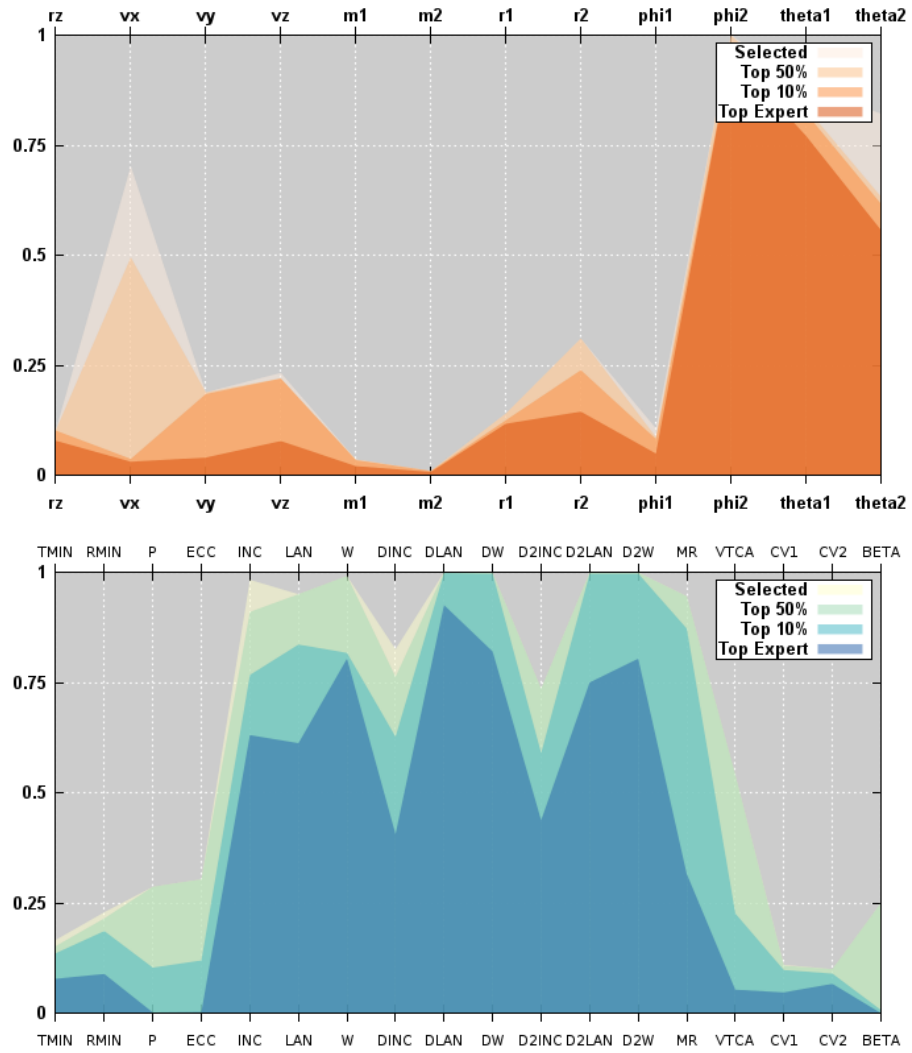 rz vx vy vz m1 m2 r1 r2 phi1 phi2 theta1 theta2
1
Selected
Top 50%
Top 10%
Top Expert
0.75
0.5
0.25
0
rz vx vy vz m1 m2 r1 r2 phi1 phi2 theta1 theta2
TMIN RMIN P ECC INC LAN W DINC DLAN DW D2INC D2LAN D2W MR VTCA CV1 CV2 BETA
1
Selected
Top 50%
Top 10%
Top Expert
0.75
0.5
0.25
0
TMIN RMIN P ECC INC LAN W DINC DLAN DW D2INC D2LAN D2W MR VTCA CV1 CV2 BETA